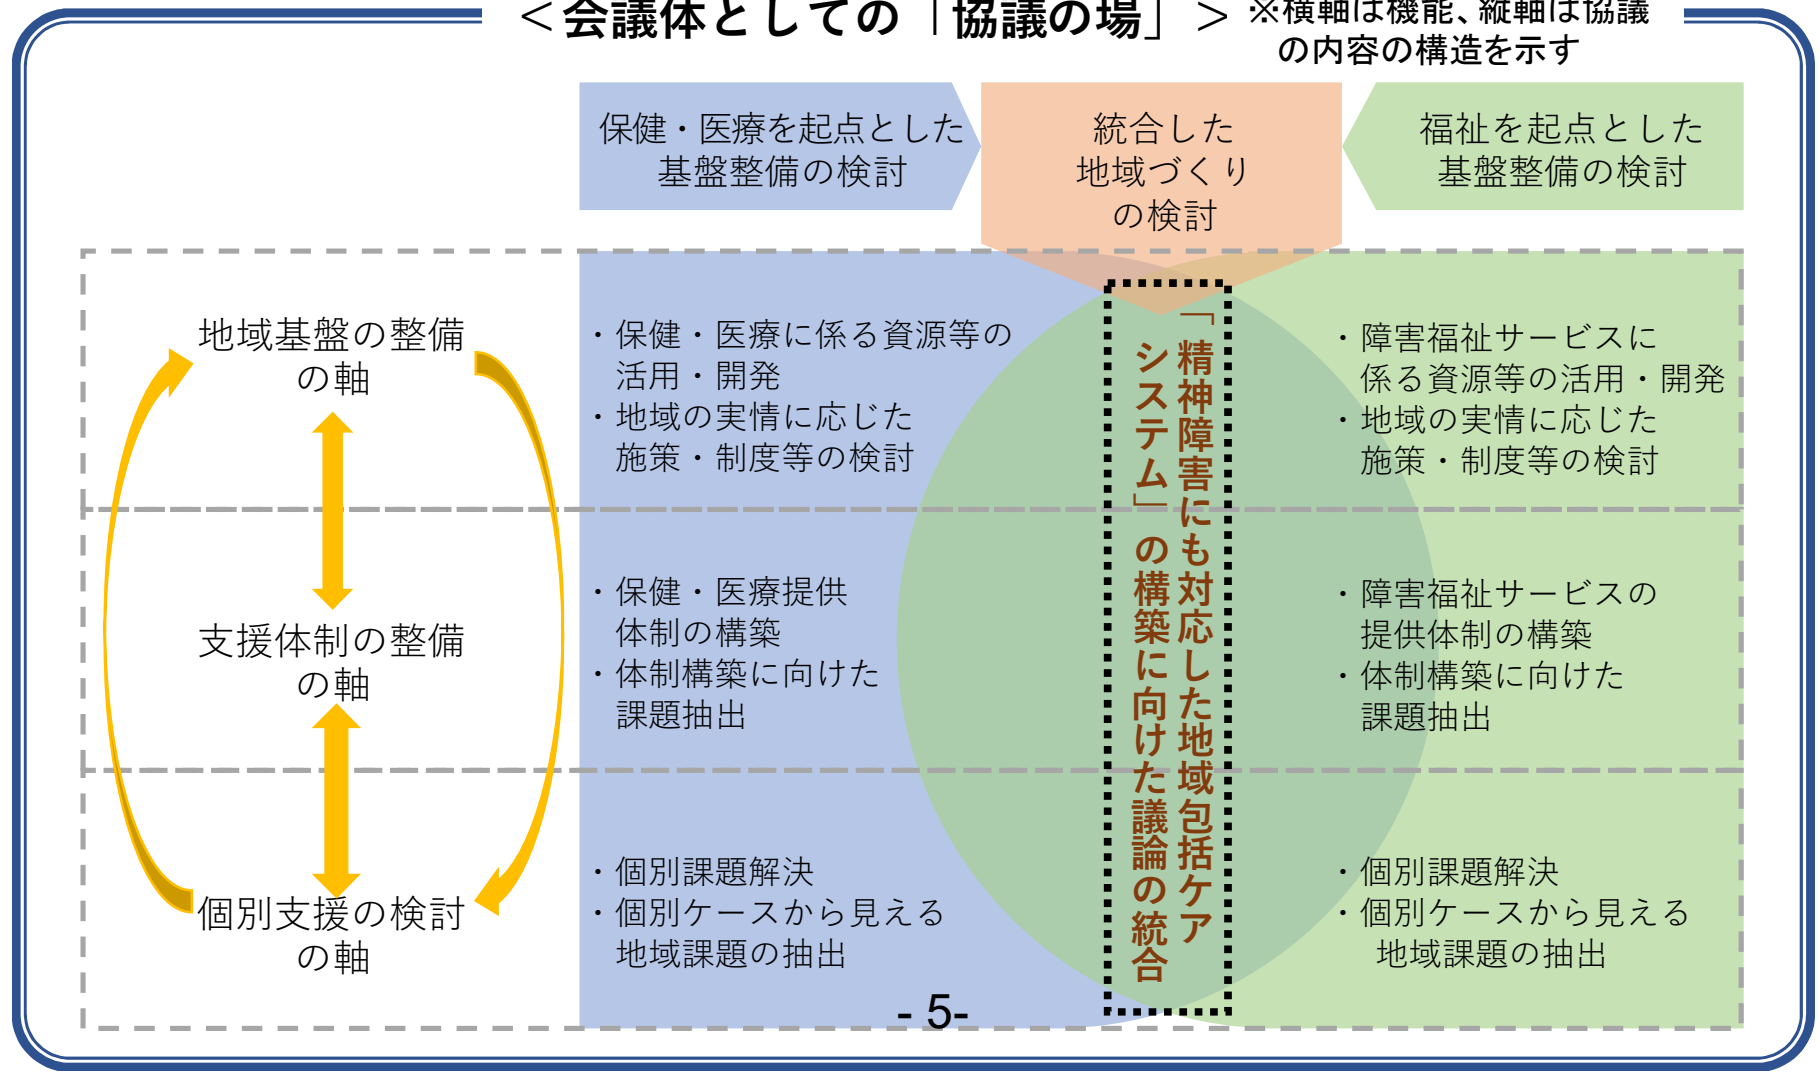 ＜会議体としての「協議の場」＞
※横軸は機能、縦軸は協議
の内容の構造を示す
保健・医療を起点とした
基盤整備の検討
統合した
地域づくり
の検討
福祉を起点とした
基盤整備の検討
地域基盤の整備
の軸
・保健・医療に係る資源等の
活用・開発
・地域の実情に応じた
施策・制度等の検討
・障害福祉サービスに
係る資源等の活用・開発
・地域の実情に応じた
施策・制度等の検討
「精神障害にも対応した地域包括ケア
システム」の構築に向けた議論の統合
支援体制の整備
の軸
・保健・医療提供
体制の構築
・体制構築に向けた
課題抽出
・障害福祉サービスの
提供体制の構築
・体制構築に向けた
課題抽出
個別支援の検討
の軸
・個別課題解決
・個別ケースから見える
地域課題の抽出
・個別課題解決
・個別ケースから見える
地域課題の抽出
- 5-